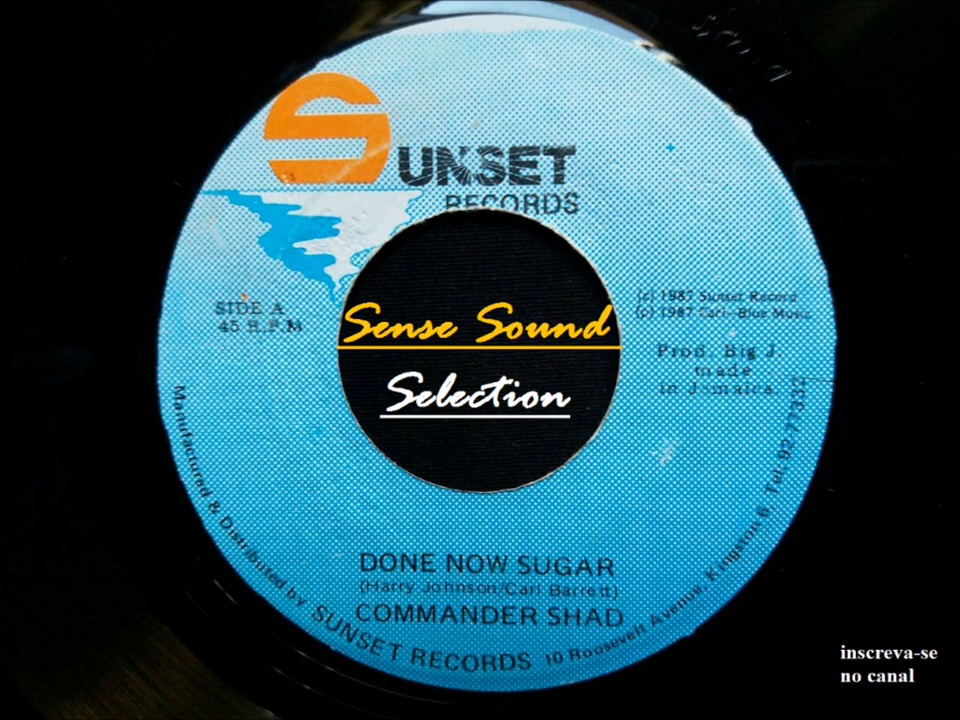 SUNSET
RECORDS
SIDE A
45 R.P.M
(c) 1987 Sunset Record
(p) 1987 Carl-Blue Music
Prod. Big J.
made
in Jamaica.
Sense Sound
Selection
DONE NOW SUGAR
(Harry Johnson/Carl Barrett)
COMMANDER SHAD
Manufactured & Distributed by SUNSET RECORDS 10 Roosevelt Avenue, Kingston 6, Tel: 92-77332
inscreva-se
no canal